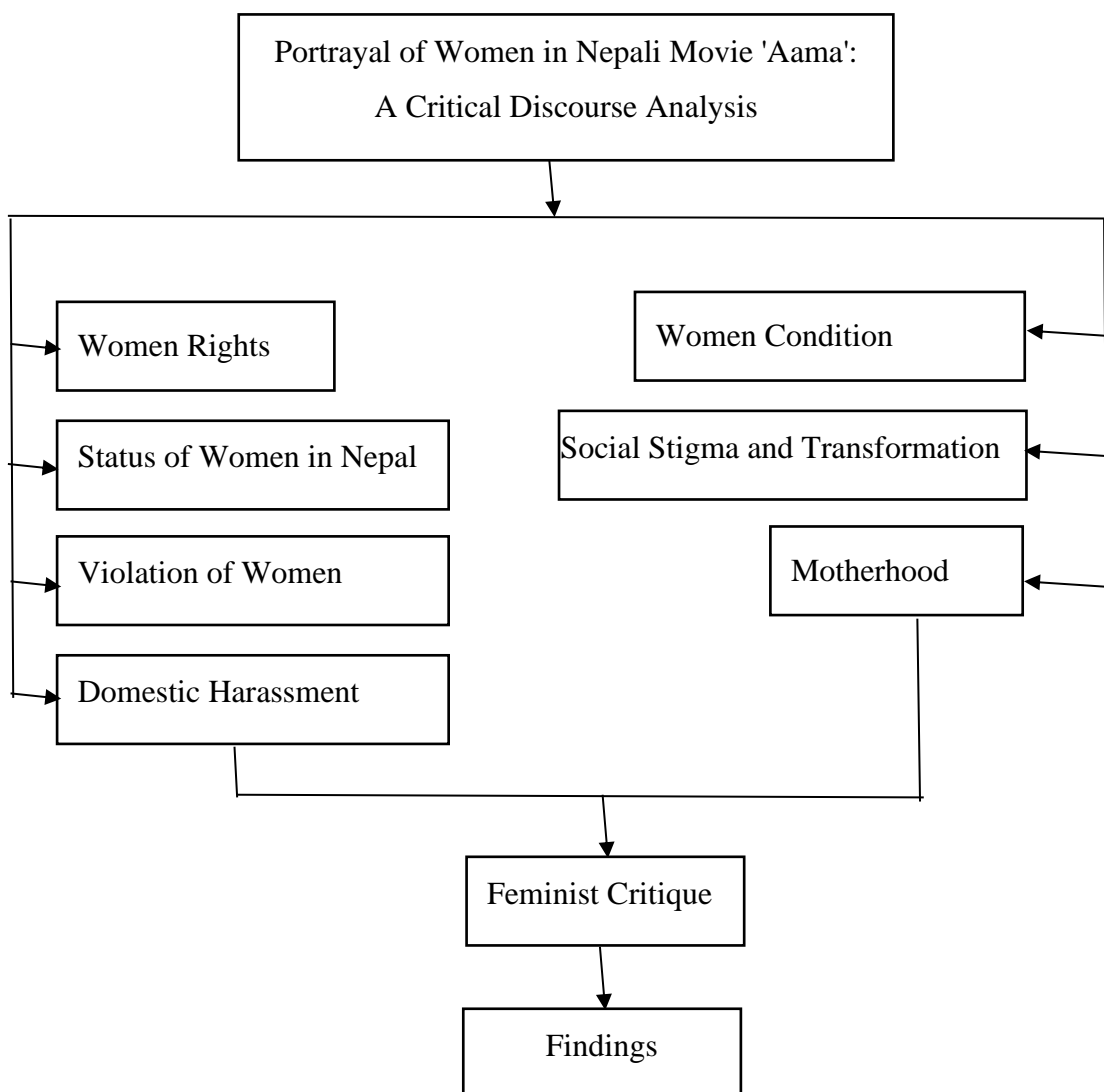 Portrayal of Women in Nepali Movie 'Aama':
A Critical Discourse Analysis
Women Rights
Status of Women in Nepal
Violation of Women
Domestic Harassment
Women Condition
Social Stigma and Transformation
Motherhood
Feminist Critique
Findings